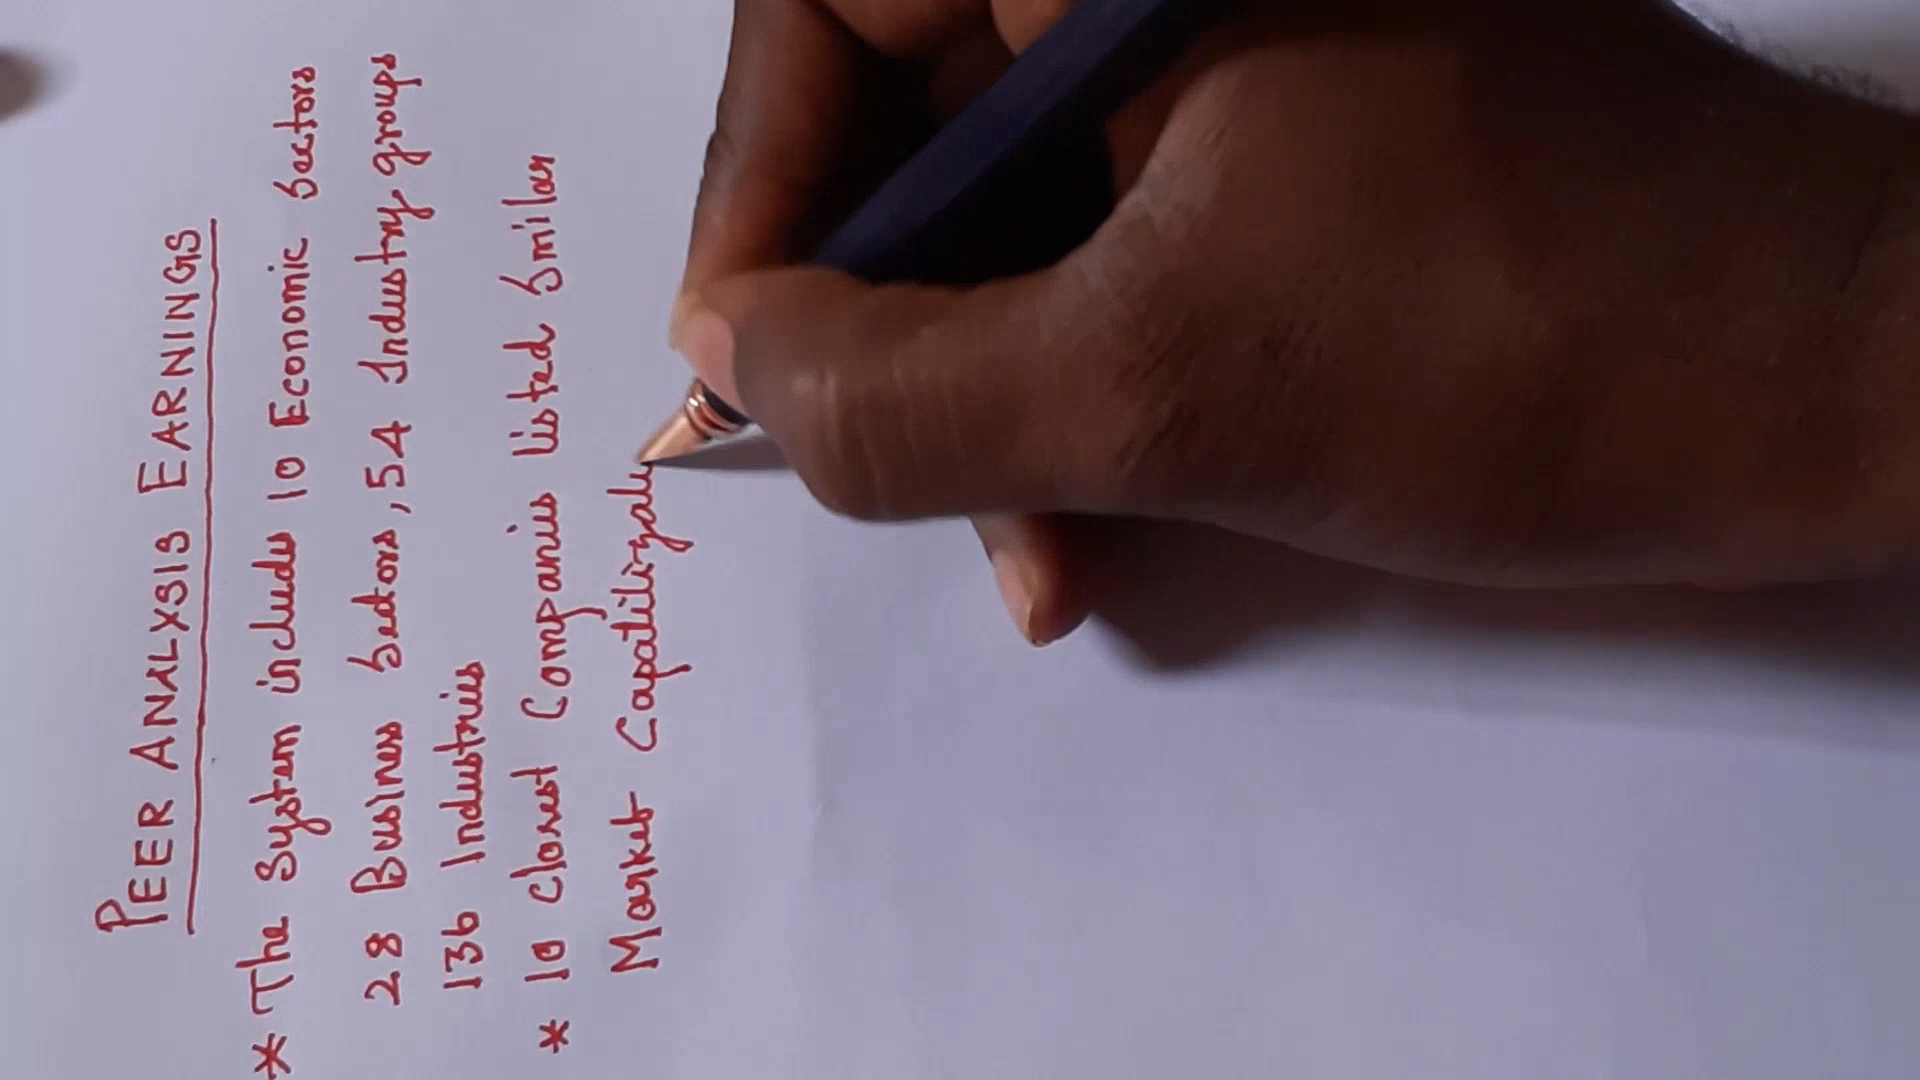 PEER ANALYSIS EARNINGS
* The System includes 10 Economic Sectors
28 Business Sectors, 54 Industry groups
136 Industries
* 10 closest Companies listed Smilar
Market